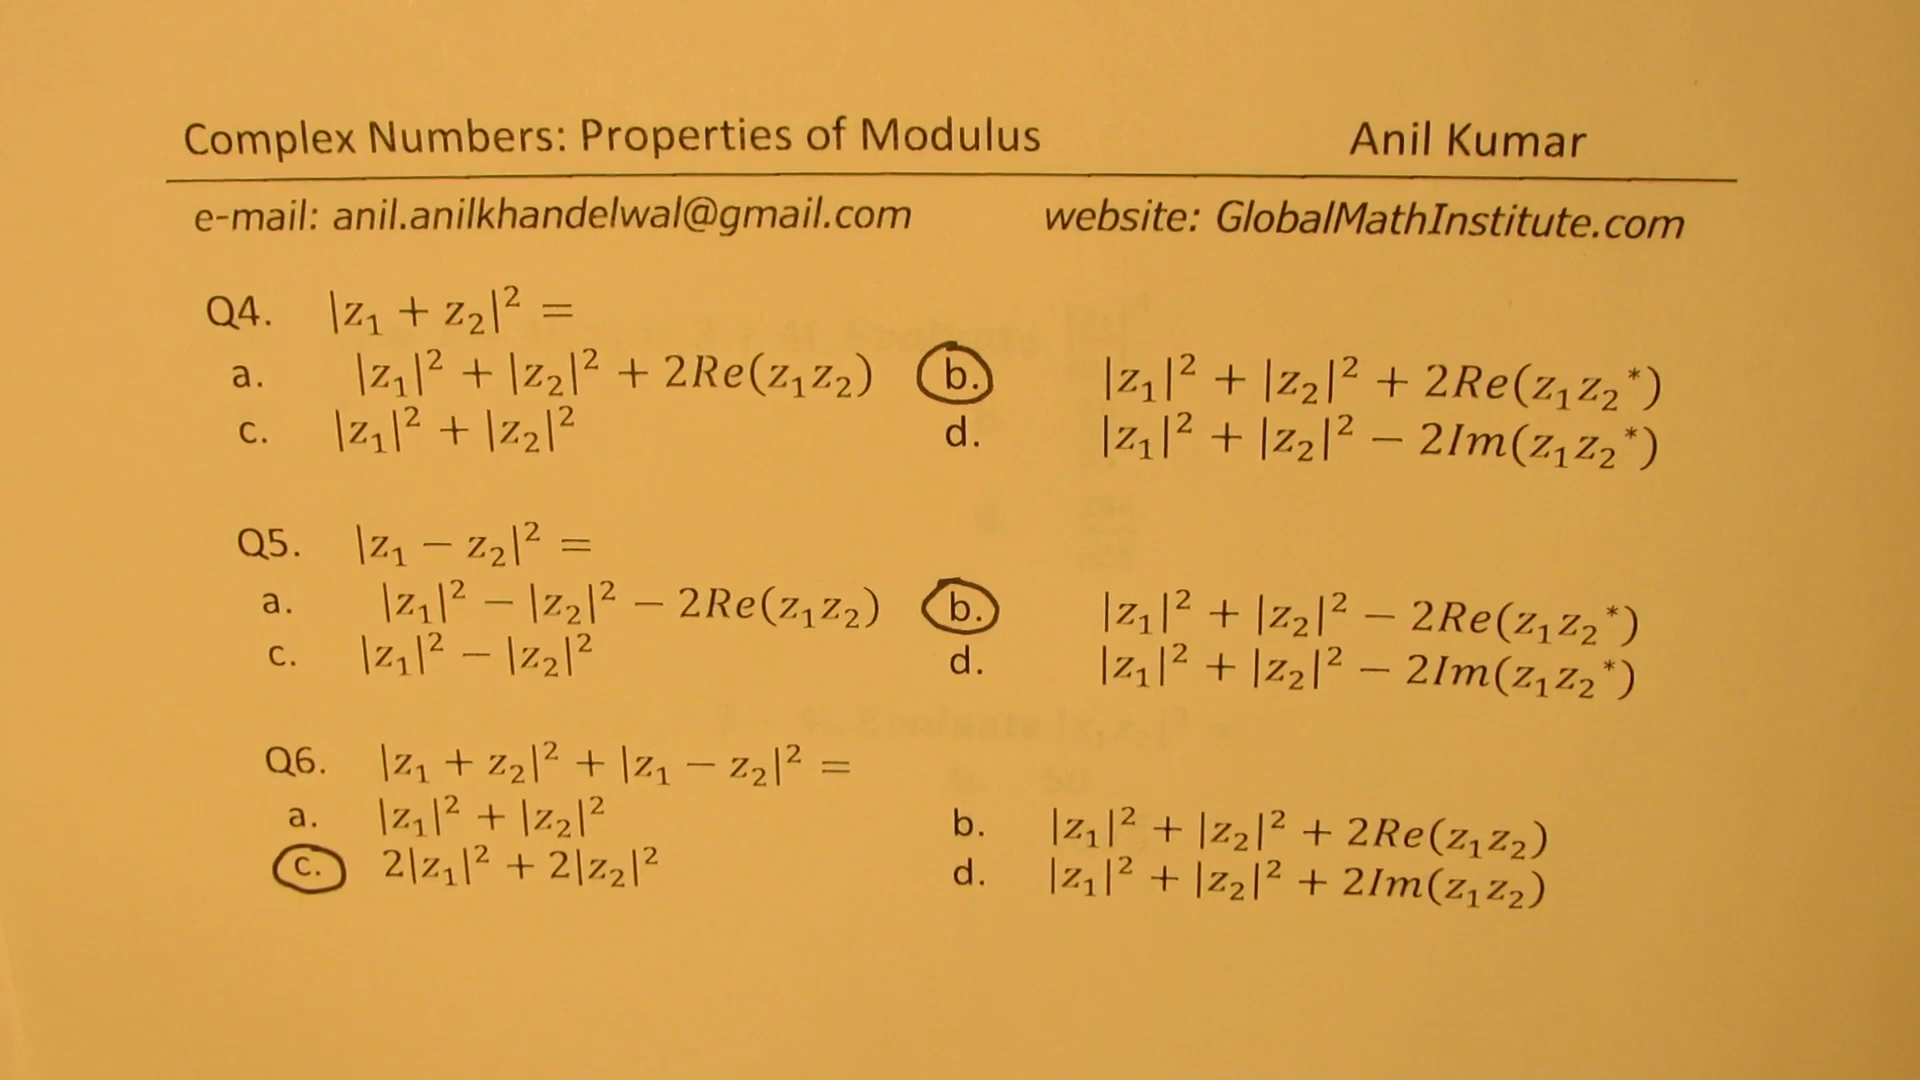 Complex Numbers: Properties of Modulus Anil Kumar
e-mail: anil.anilkhandelwal@gmail.com website: GlobalMathInstitute.com
Q4. |z₁ + z₂|² =
a. |z₁|² + |z₂|² + 2Re(z₁z₂) b. |z₁|² + |z₂|² + 2Re(z₁z₂*)
c. |z₁|² + |z₂|² d. |z₁|² + |z₂|² − 2Im(z₁z₂*)
Q5. |z₁ − z₂|² =
a. |z₁|² − |z₂|² − 2Re(z₁z₂) b. |z₁|² + |z₂|² − 2Re(z₁z₂*)
c. |z₁|² − |z₂|² d. |z₁|² + |z₂|² − 2Im(z₁z₂*)
Q6. |z₁ + z₂|² + |z₁ − z₂|² =
a. |z₁|² + |z₂|² b. |z₁|² + |z₂|² + 2Re(z₁z₂)
c. 2|z₁|² + 2|z₂|² d. |z₁|² + |z₂|² + 2Im(z₁z₂)